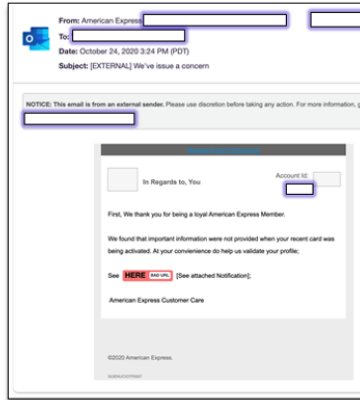 From: American Express
To:
Date: October 24, 2020 3:24 PM (PDT)
Subject: [EXTERNAL] We've issue a concern
NOTICE: This email is from an external sender. Please use discretion before taking any action. For more information, g
In Regards to, You
Account Id:
First, We thank you for being a loyal American Express Member.
We found that important information were not provided when your recent card was
being activated. At your convenience do help us validate your profile;
See HERE BAD URL [See attached Notification];
American Express Customer Care
©2020 American Express.